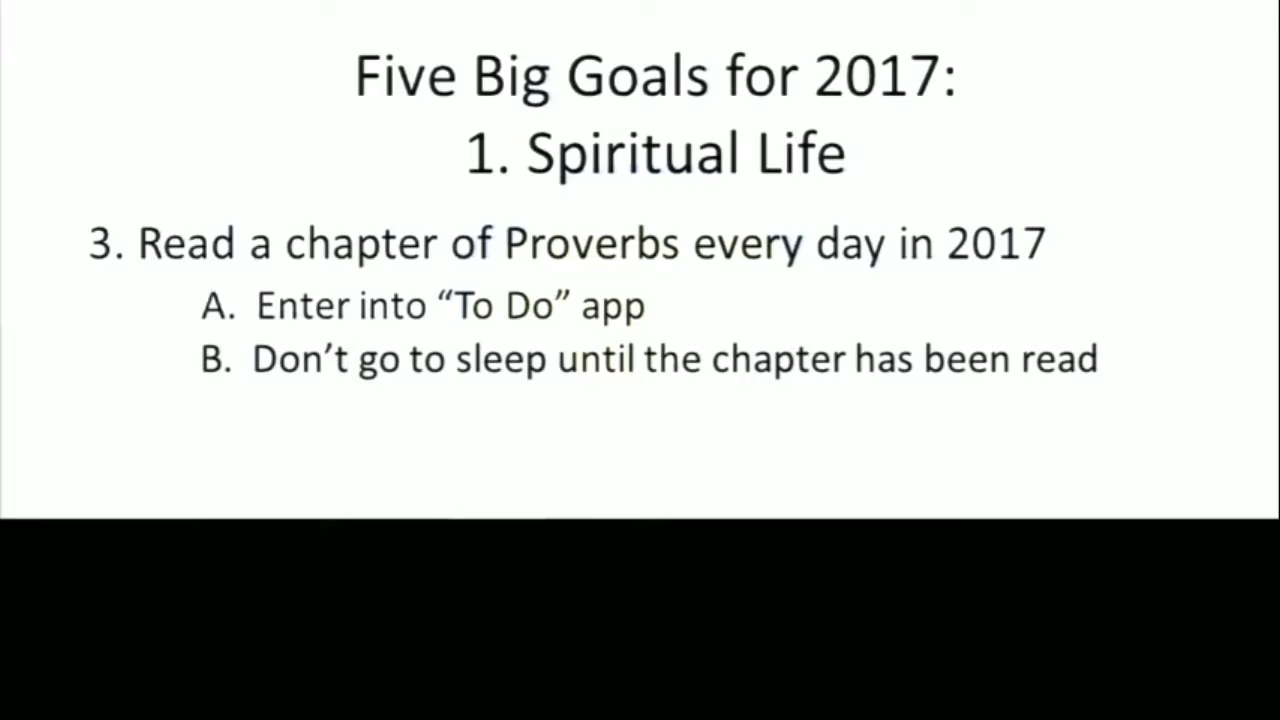 Five Big Goals for 2017:
1. Spiritual Life
3. Read a chapter of Proverbs every day in 2017
A. Enter into “To Do” app
B. Don’t go to sleep until the chapter has been read